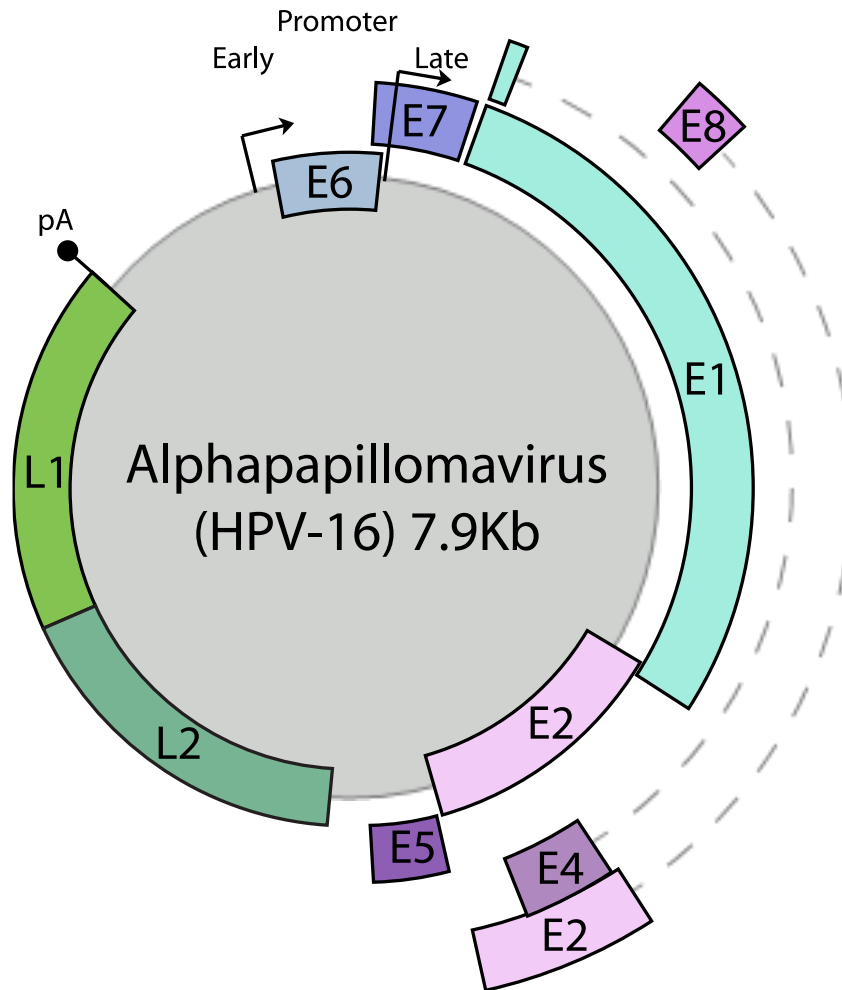 Promoter
Early
Late
E7
E8
E6
pA
E1
L1
Alphapapillomavirus
(HPV-16) 7.9Kb
E2
L2
E5
E4
E2